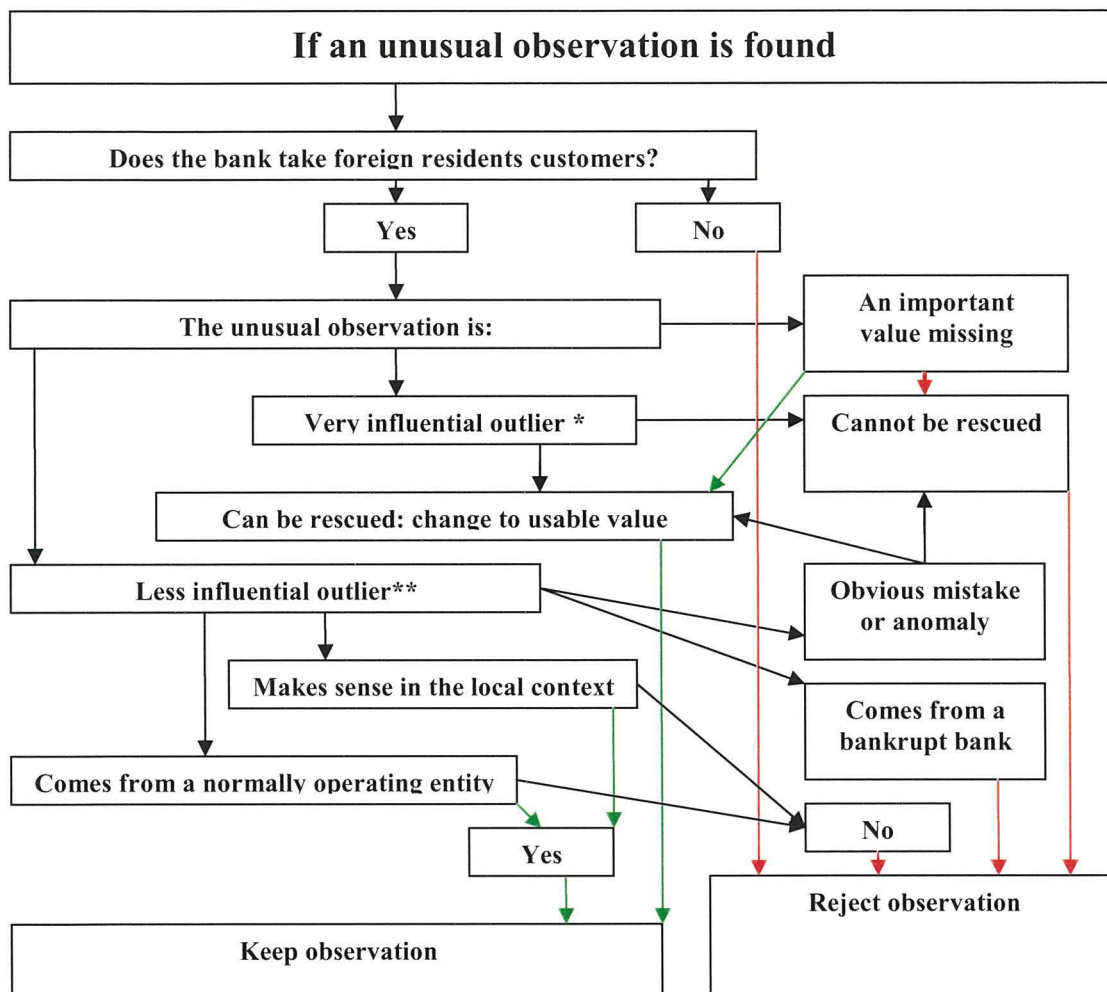 If an unusual observation is found
Does the bank take foreign residents customers?
Yes
No
The unusual observation is:
An important
value missing
Very influential outlier *
Cannot be rescued
Can be rescued: change to usable value
Less influential outlier**
Obvious mistake
or anomaly
Makes sense in the local context
Comes from a
bankrupt bank
Comes from a normally operating entity
No
Yes
Reject observation
Keep observation